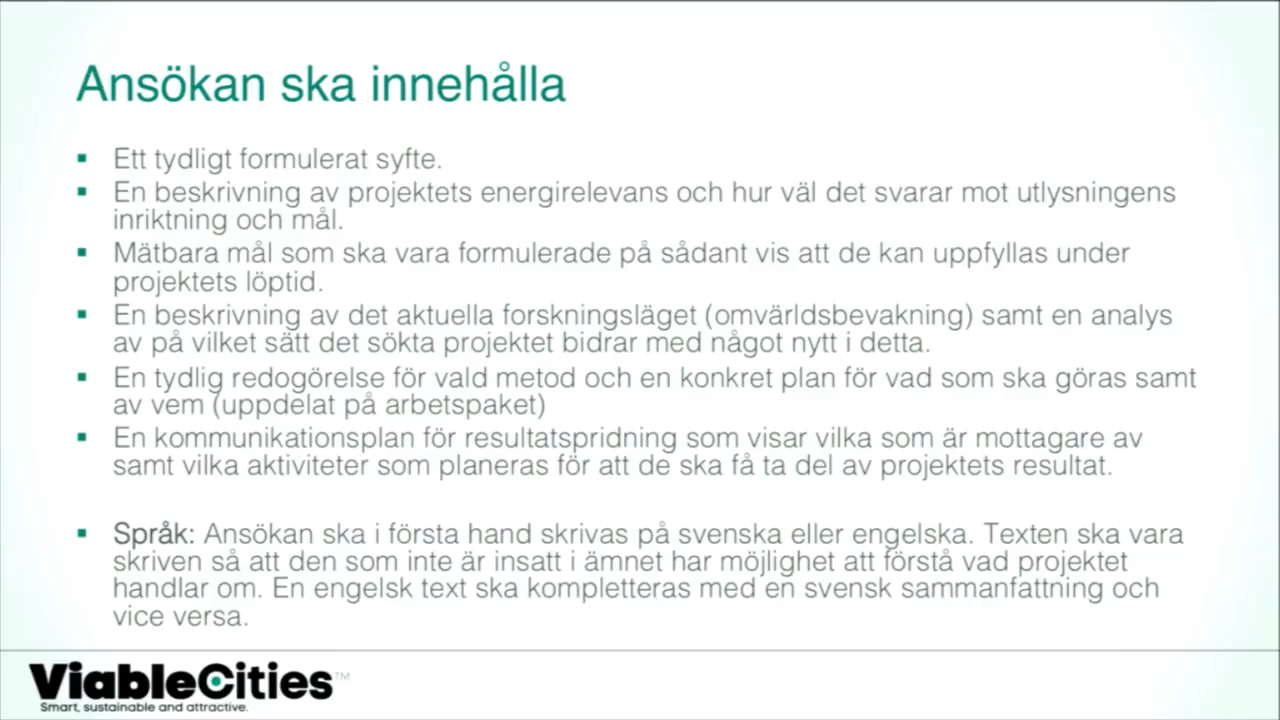 Ansökan ska innehålla
▪ Ett tydligt formulerat syfte.
▪ En beskrivning av projektets energirelevans och hur väl det svarar mot utlysningens
inriktning och mål.
▪ Mätbara mål som ska vara formulerade på sådant vis att de kan uppfyllas under
projektets löptid.
▪ En beskrivning av det aktuella forskningsläget (omvärldsbevakning) samt en analys
av på vilket sätt det sökta projektet bidrar med något nytt i detta.
▪ En tydlig redogörelse för vald metod och en konkret plan för vad som ska göras samt
av vem (uppdelat på arbetspaket)
▪ En kommunikationsplan för resultatspridning som visar vilka som är mottagare av
samt vilka aktiviteter som planeras för att de ska få ta del av projektets resultat.
▪ Språk: Ansökan ska i första hand skrivas på svenska eller engelska. Texten ska vara
skriven så att den som inte är insatt i ämnet har möjlighet att förstå vad projektet
handlar om. En engelsk text ska kompletteras med en svensk sammanfattning och
vice versa.
ViableCities™
Smart, sustainable and attractive.